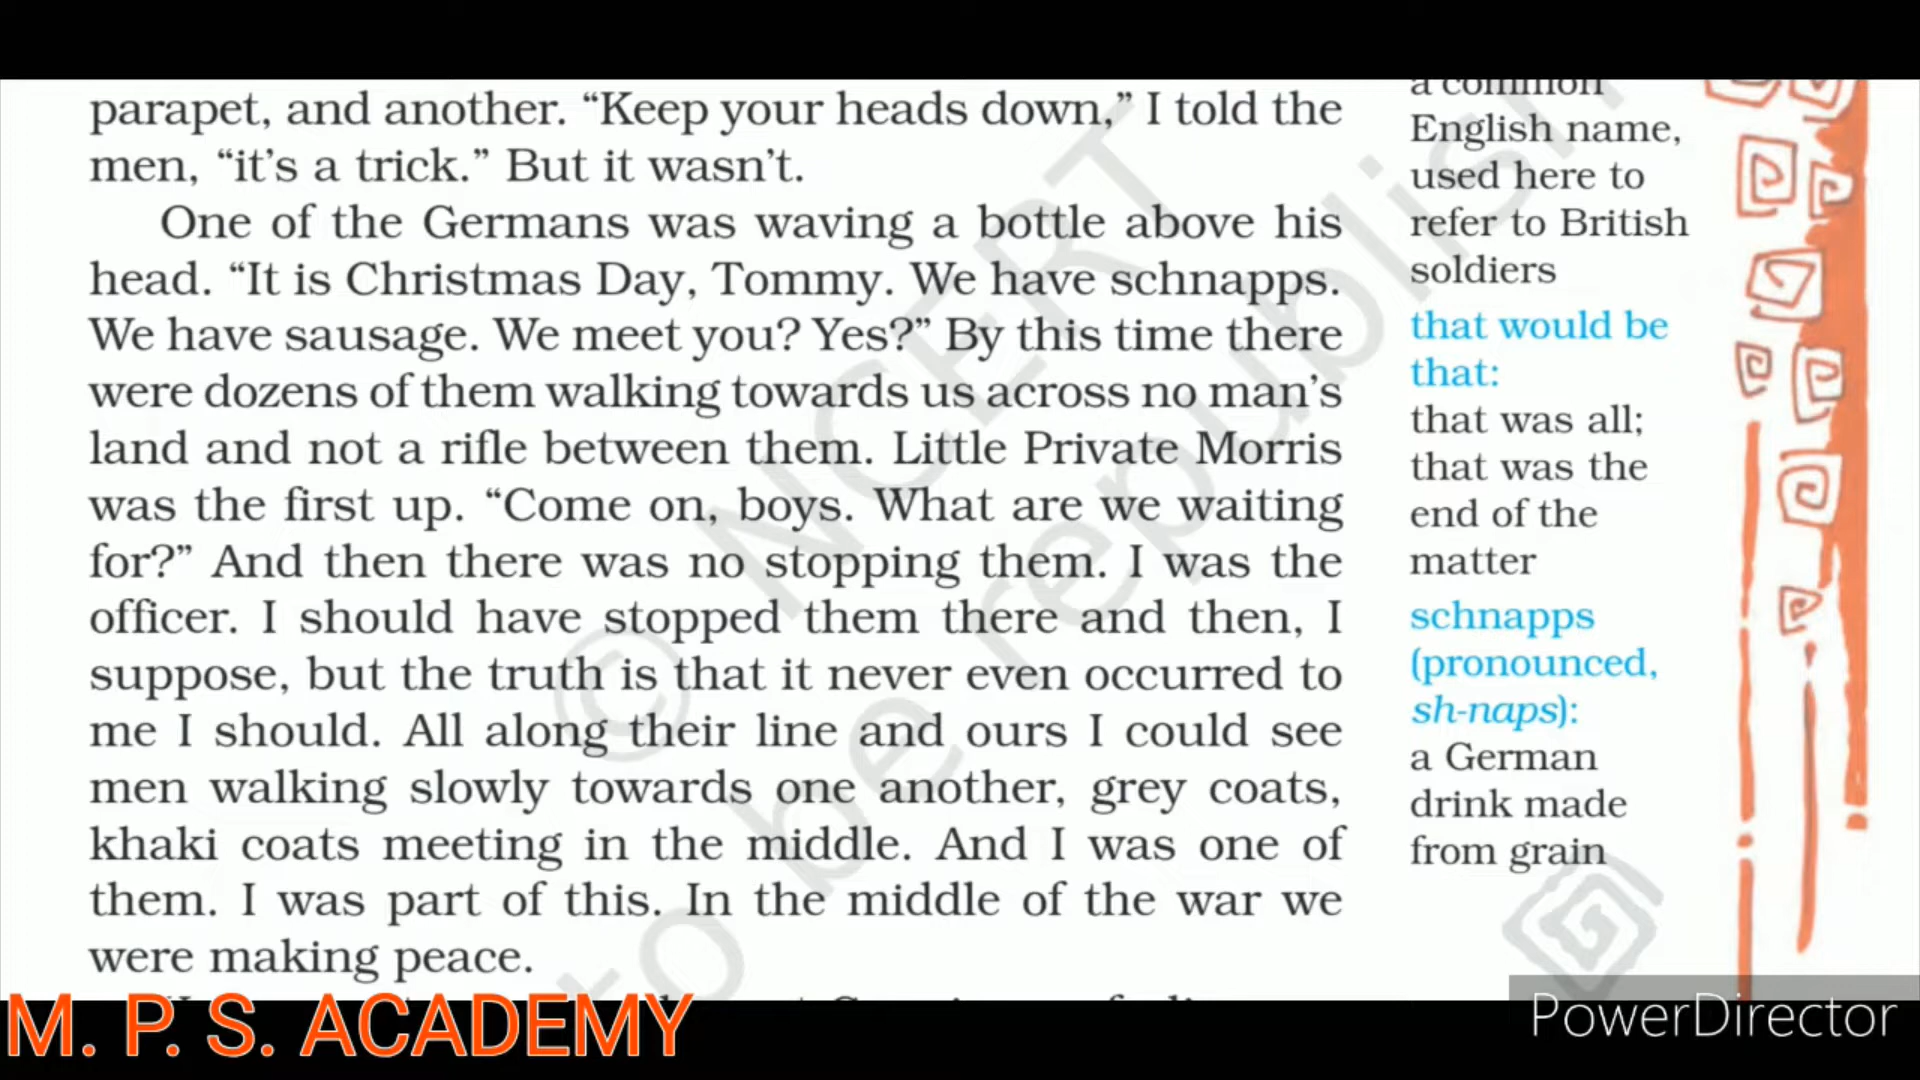 parapet, and another. “Keep your heads down,” I told the
men, “it’s a trick.” But it wasn’t.
One of the Germans was waving a bottle above his
head. “It is Christmas Day, Tommy. We have schnapps.
We have sausage. We meet you? Yes?” By this time there
were dozens of them walking towards us across no man’s
land and not a rifle between them. Little Private Morris
was the first up. “Come on, boys. What are we waiting
for?” And then there was no stopping them. I was the
officer. I should have stopped them there and then, I
suppose, but the truth is that it never even occurred to
me I should. All along their line and ours I could see
men walking slowly towards one another, grey coats,
khaki coats meeting in the middle. And I was one of
them. I was part of this. In the middle of the war we
were making peace.
a common
English name,
used here to
refer to British
soldiers
that would be
that:
that was all;
that was the
end of the
matter
schnapps
(pronounced,
sh-naps):
a German
drink made
from grain
© NCERT
to be republish
M. P. S. ACADEMY
PowerDirector